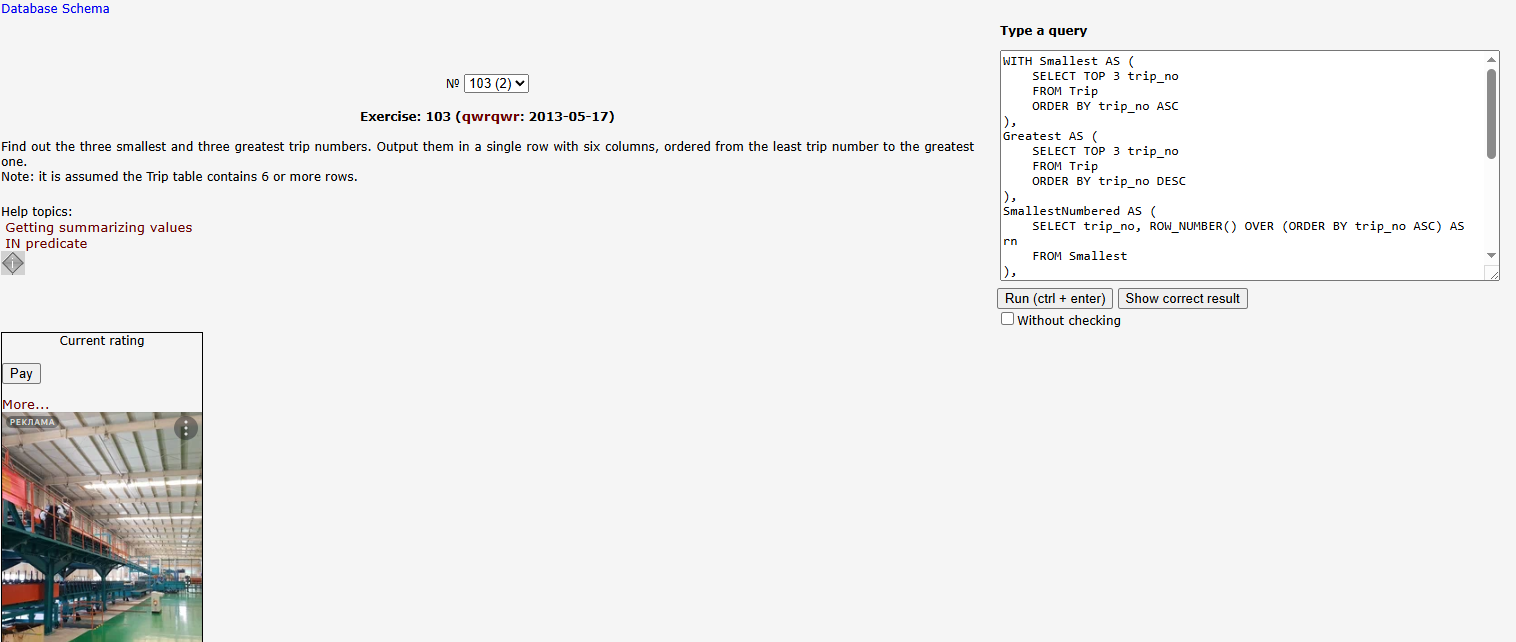 Database Schema
№ 103 (2)
Exercise: 103 (qwrqwr: 2013-05-17)
Find out the three smallest and three greatest trip numbers. Output them in a single row with six columns, ordered from the least trip number to the greatest
one.
Note: it is assumed the Trip table contains 6 or more rows.
Help topics:
Getting summarizing values
IN predicate
Type a query
WITH Smallest AS (
    SELECT TOP 3 trip_no
    FROM Trip
    ORDER BY trip_no ASC
),
Greatest AS (
    SELECT TOP 3 trip_no
    FROM Trip
    ORDER BY trip_no DESC
),
SmallestNumbered AS (
    SELECT trip_no, ROW_NUMBER() OVER (ORDER BY trip_no ASC) AS
rn
    FROM Smallest
),
Run (ctrl + enter) Show correct result
Without checking
Current rating
Pay
More...
РЕКЛАМА